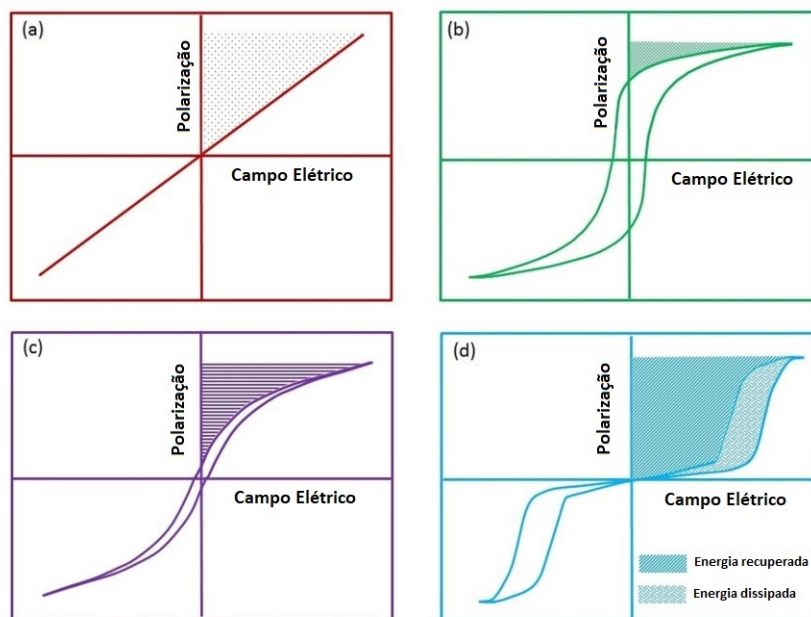 (a)
Polarização
Campo Elétrico
(b)
Polarização
Campo Elétrico
(c)
Polarização
Campo Elétrico
(d)
Polarização
Campo Elétrico
Energia recuperada
Energia dissipada